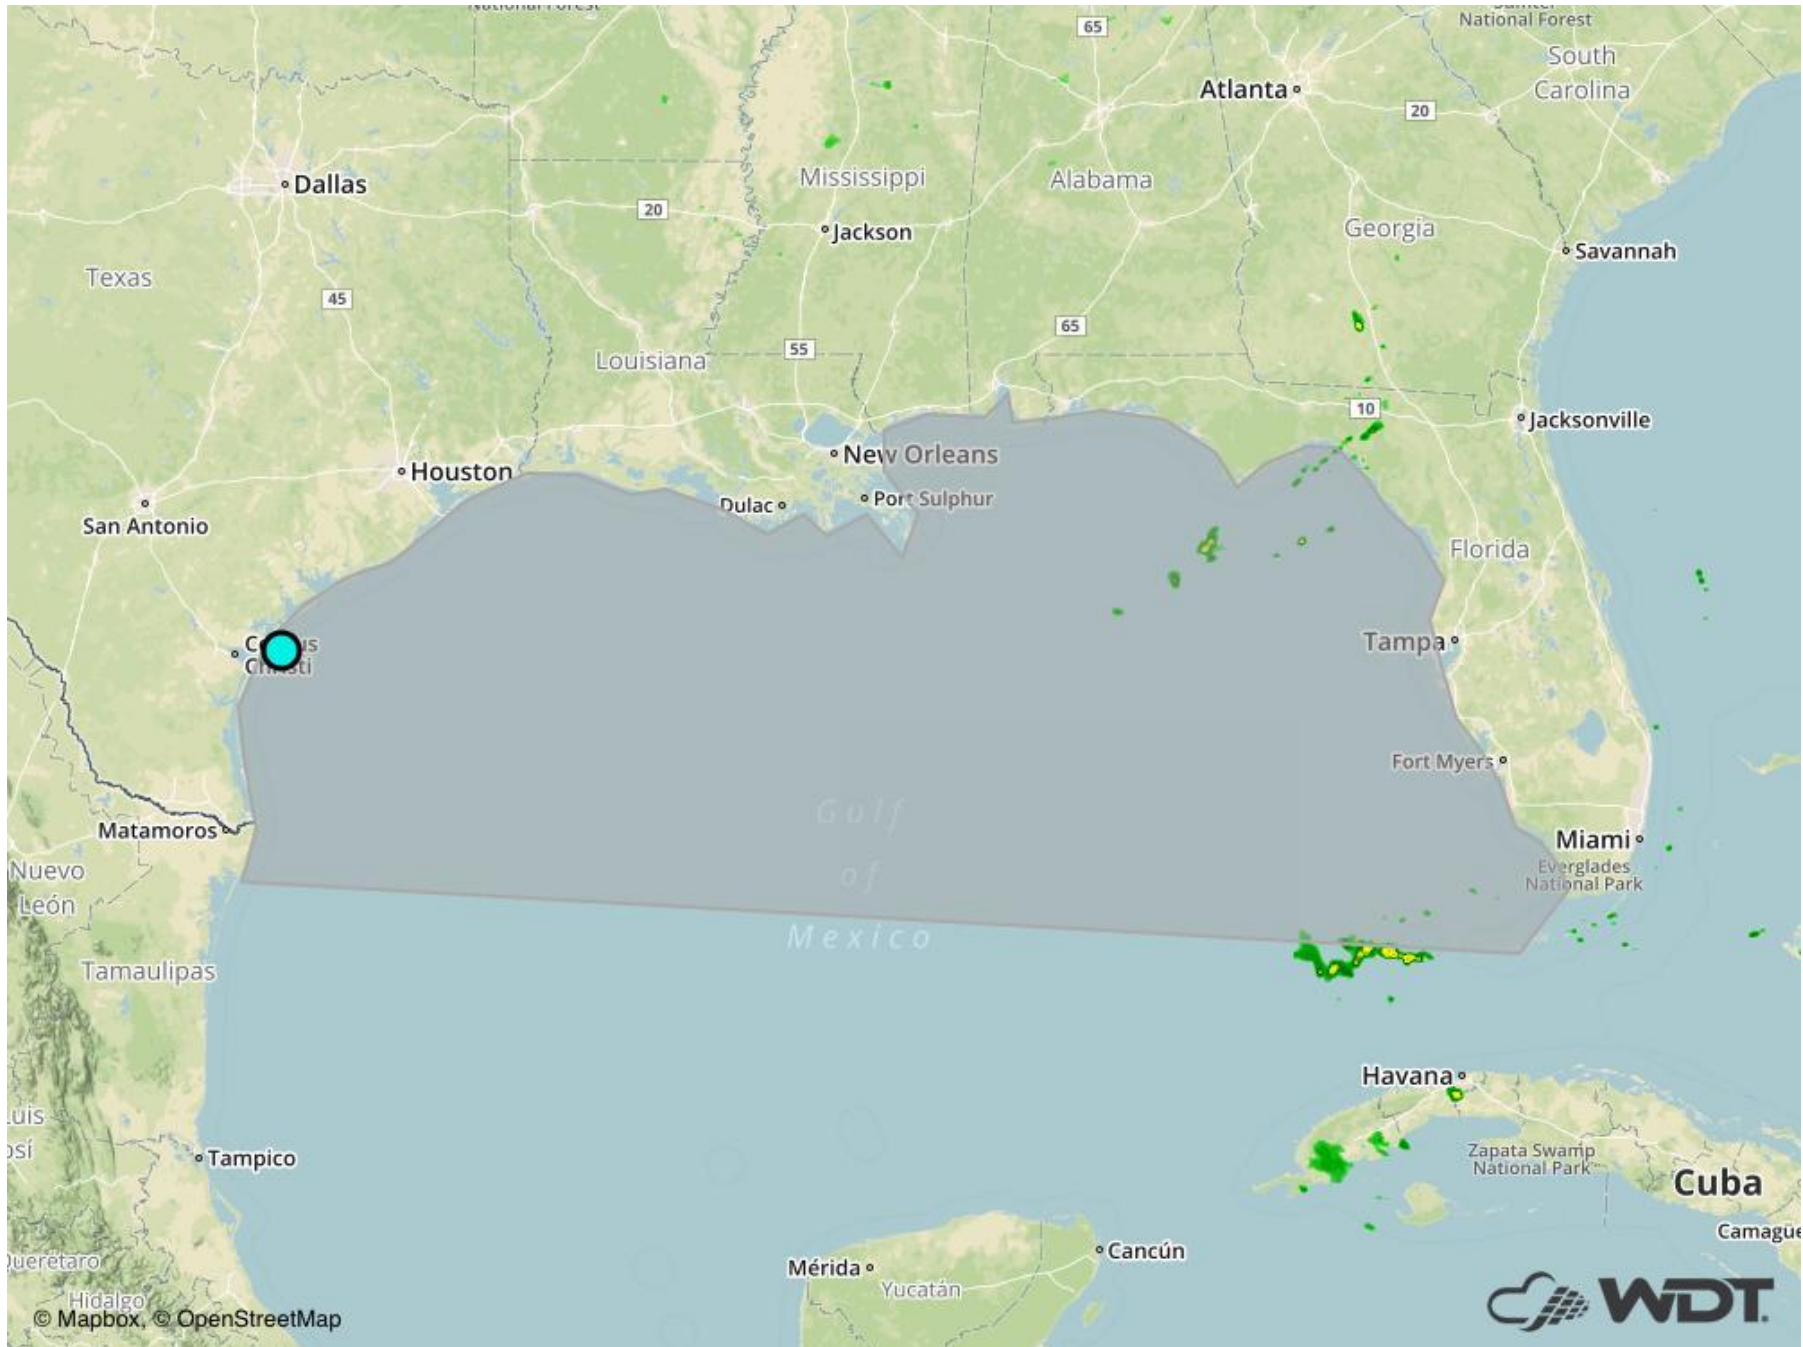 65
National Forest
South
Carolina
Atlanta
20
Dallas
Mississippi
Alabama
20
Jackson
Georgia
Savannah
Texas
45
65
55
Louisiana
10
Jacksonville
New Orleans
Houston
Dulac
Port Sulphur
San Antonio
Florida
Tampa
Christi
Fort Myers
Gulf
of
Mexico
Matamoros
Miami
Everglades
National Park
Nuevo
León
Tamaulipas
Havana
Zapata Swamp
National Park
Cuba
Tampico
Camagüe
Cancún
Mérida
Yucatán
Querétaro
Hidalgo
© Mapbox, © OpenStreetMap
WDT